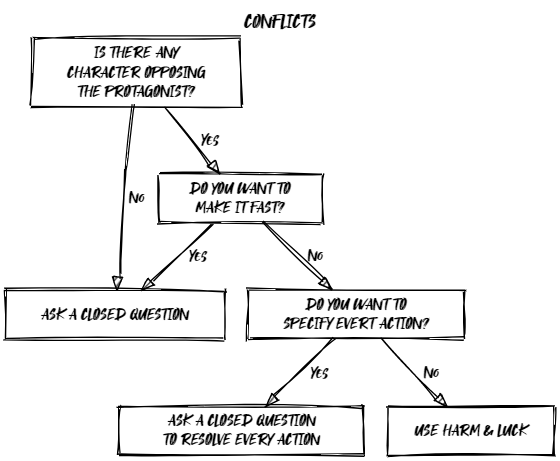 CONFLICTS
IS THERE ANY
CHARACTER OPPOSING
THE PROTAGONIST?
YES
NO
DO YOU WANT TO
MAKE IT FAST?
YES
NO
ASK A CLOSED QUESTION
DO YOU WANT TO
SPECIFY EVERT ACTION?
YES
NO
ASK A CLOSED QUESTION
TO RESOLVE EVERY ACTION
USE HARM & LUCK